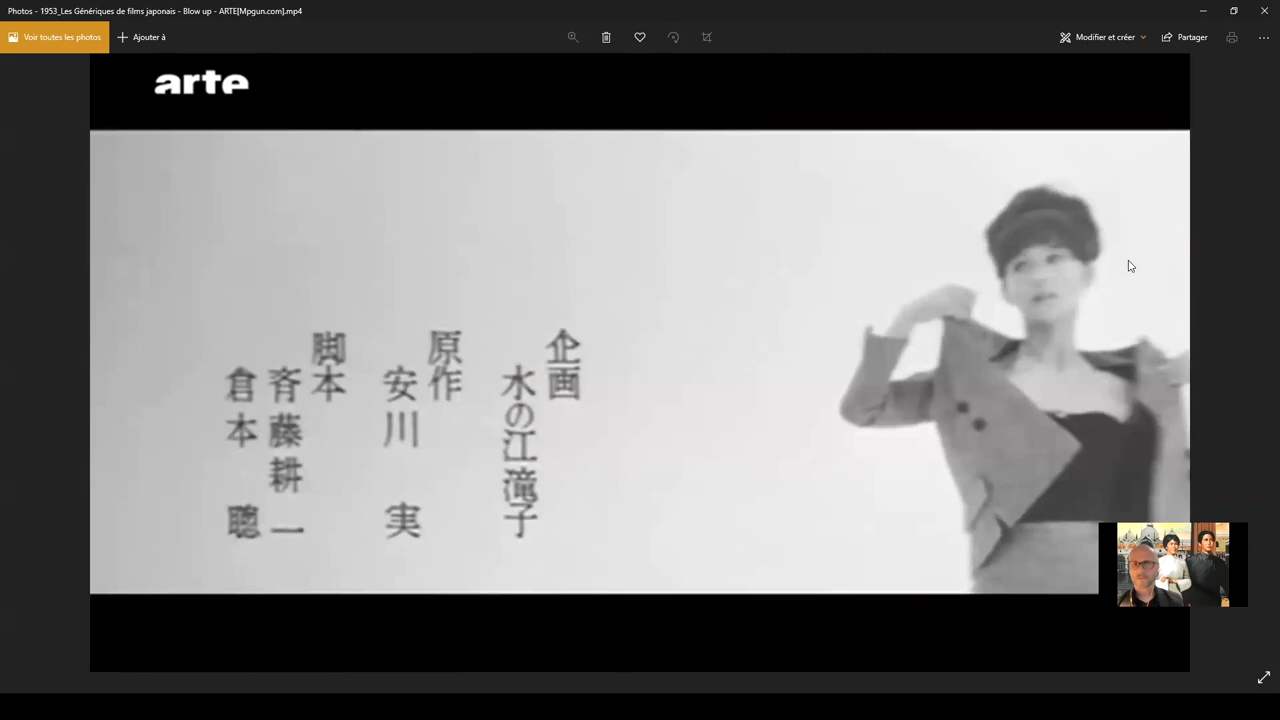 Photos - 1953_Les Génériques de films japonais - Blow up - ARTE[Mpgun.com].mp4
Voir toutes les photos
Ajouter à
Modifier et créer
Partager
arte
企画
水の江滝子
原作
安川 実
脚本
斉藤耕一
倉本 聰